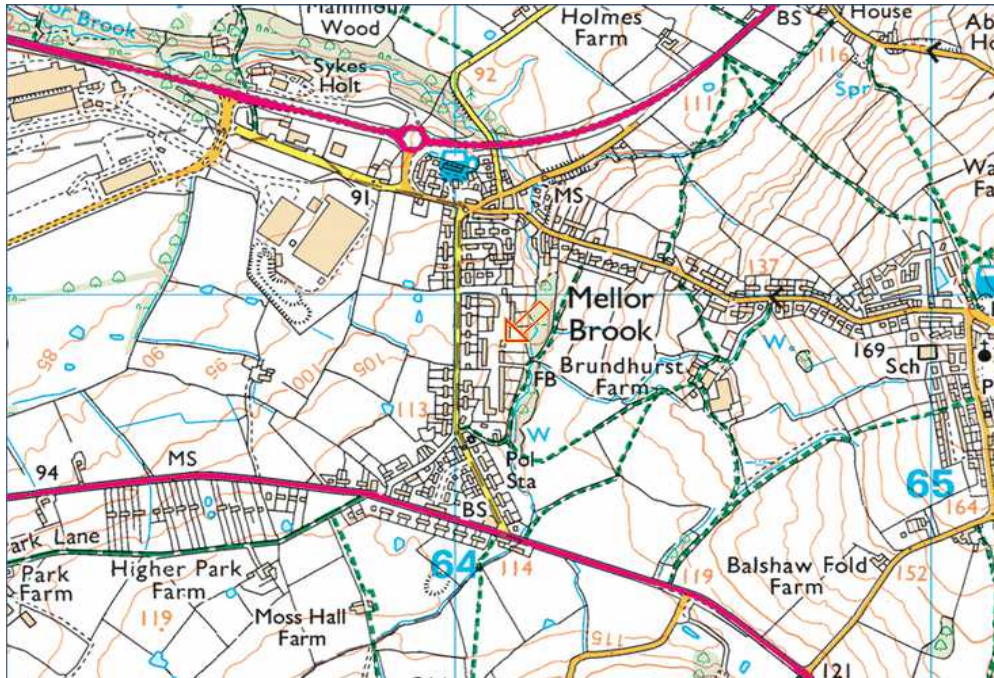 Mellor Brook
Mammon
Wood
Holmes
Farm
BS
House
116
Spr
Sykes
Holt
92
111
91
MS
137
Mellor
Brook
W
169
Sch
Brundhurst
Farm
FB
85
90
95
100
105
113
W
Pol
Sta
94
MS
BS
65
164
Park
Farm
Higher Park
Farm
119
Moss Hall
Farm
64
114
119
115
Balshaw Fold
Farm
152
121